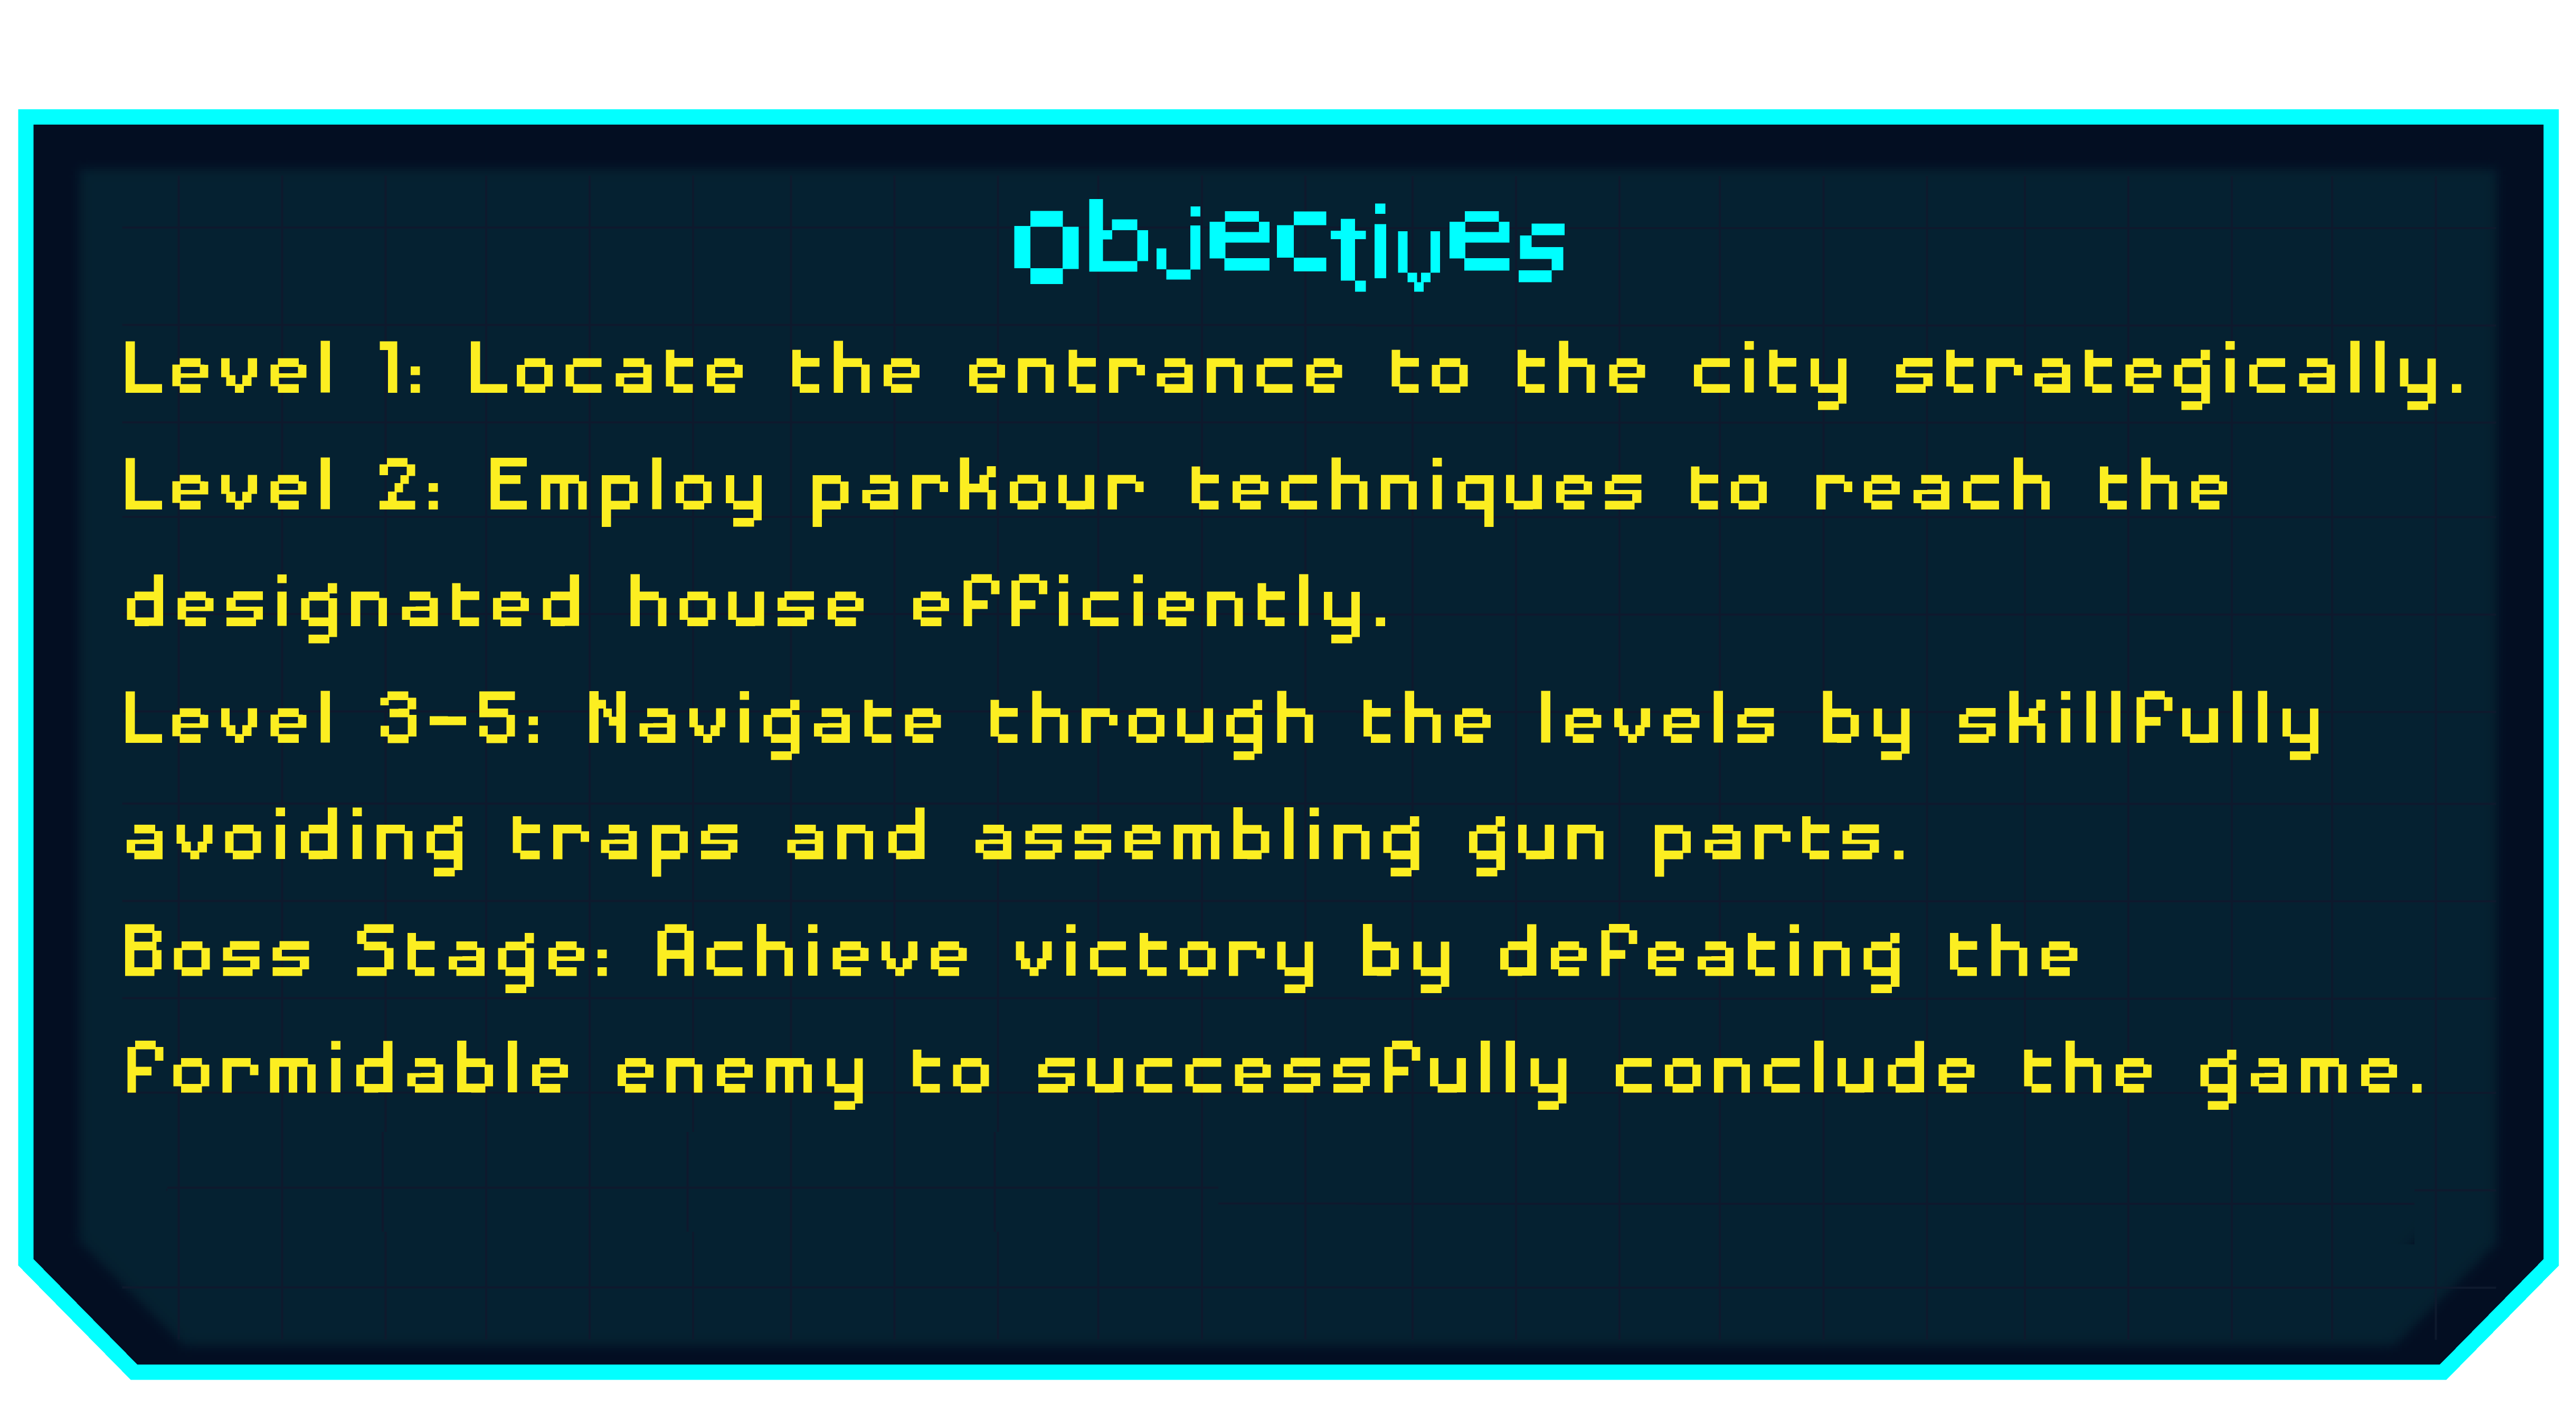 Objectives
Level 1: Locate the entrance to the city strategically.
Level 2: Employ parkour techniques to reach the
designated house efficiently.
Level 3-5: Navigate through the levels by skillfully
avoiding traps and assembling gun parts.
Boss Stage: Achieve victory by defeating the
formidable enemy to successfully conclude the game.